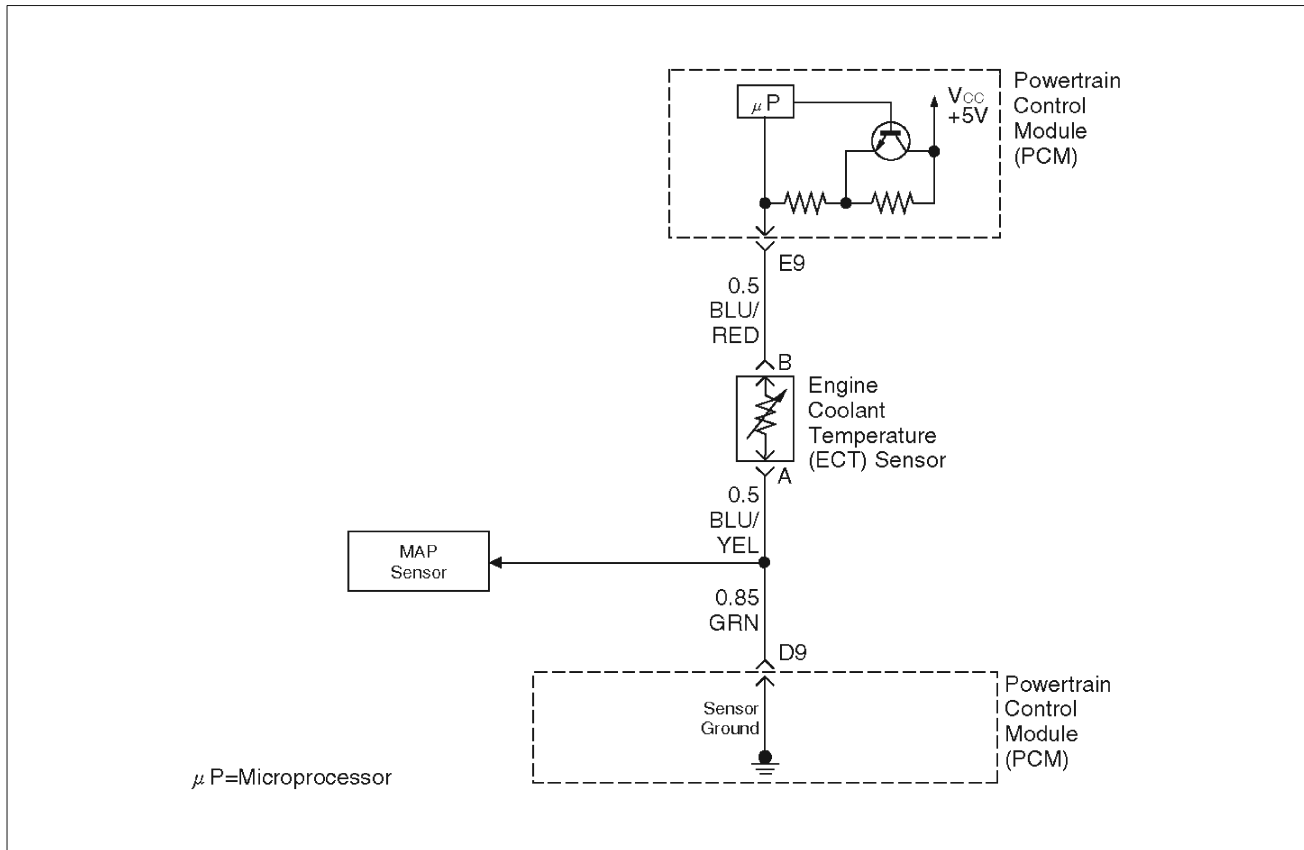 μP
VCC
+5V
Powertrain
Control
Module
(PCM)
E9
0.5
BLU/
RED
B
Engine
Coolant
Temperature
(ECT) Sensor
A
0.5
BLU/
YEL
MAP
Sensor
0.85
GRN
D9
Sensor
Ground
Powertrain
Control
Module
(PCM)
μP=Microprocessor